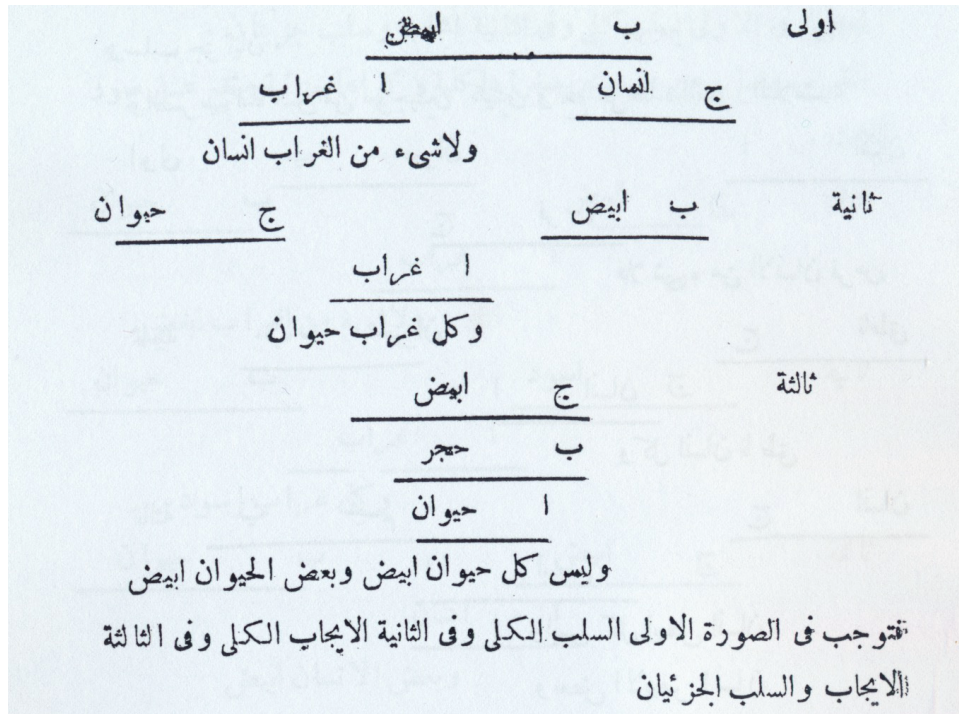 اولى ب ابيض
ج انسان ا غراب
ولاشىء من الغراب انسان
ثانية ب ابيض ج حيوان
ا غراب
وكل غراب حيوان
ثالثة ج ابيض
ب حجر
ا حيوان
وليس كل حيوان ابيض وبعض الحيوان ابيض
فتوجب فى الصورة الاولى السلب الكلى وفى الثانية الايجاب الكلى وفى الثالثة
الايجاب والسلب الجزئيان